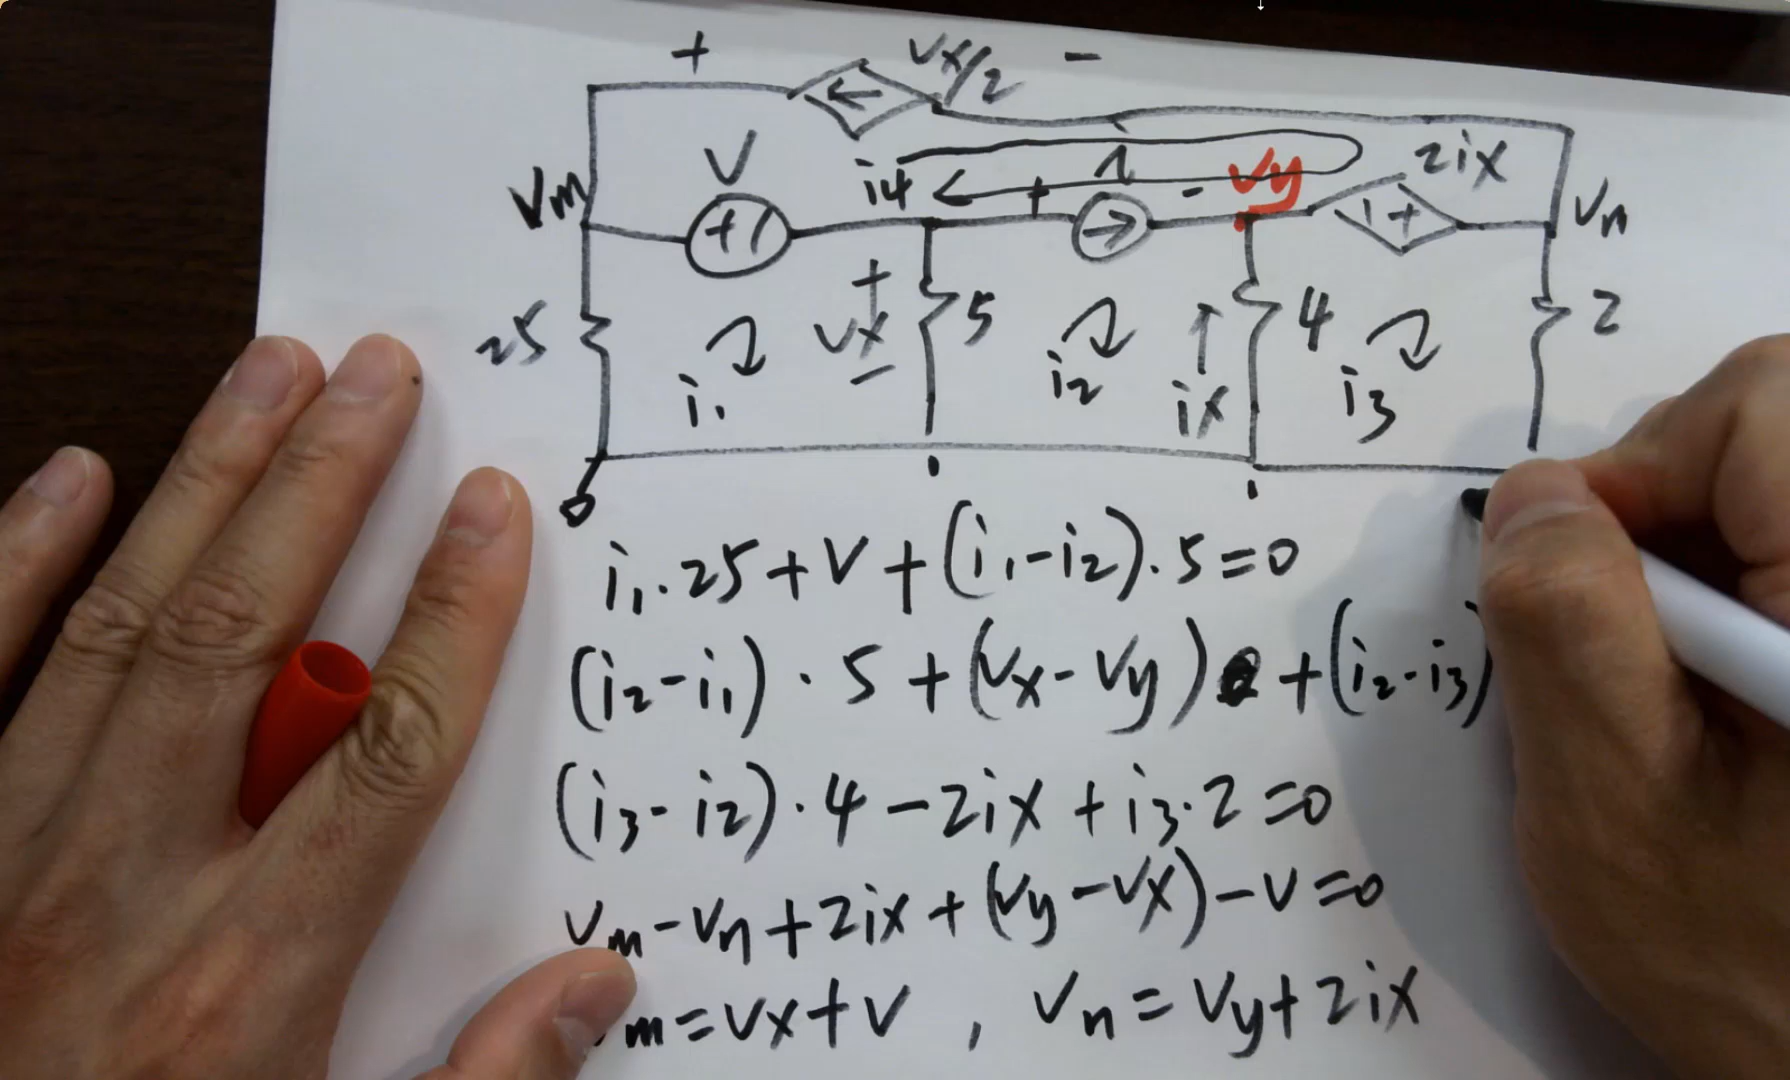 + Vx/2 -
V 2ix
Vm i4 + 1 - Vy Vn
+ - - +
25 + Vx - 5 4 2
i1 i2 ix i3
0
i1·25+V+(i1-i2)·5=0
(i2-i1)·5+(Vx-Vy)+(i2-i3)
(i3-i2)·4-2ix+i3·2=0
Vm-Vn+2ix+(Vy-Vx)-V=0
m=Vx+V, Vn=Vy+2ix